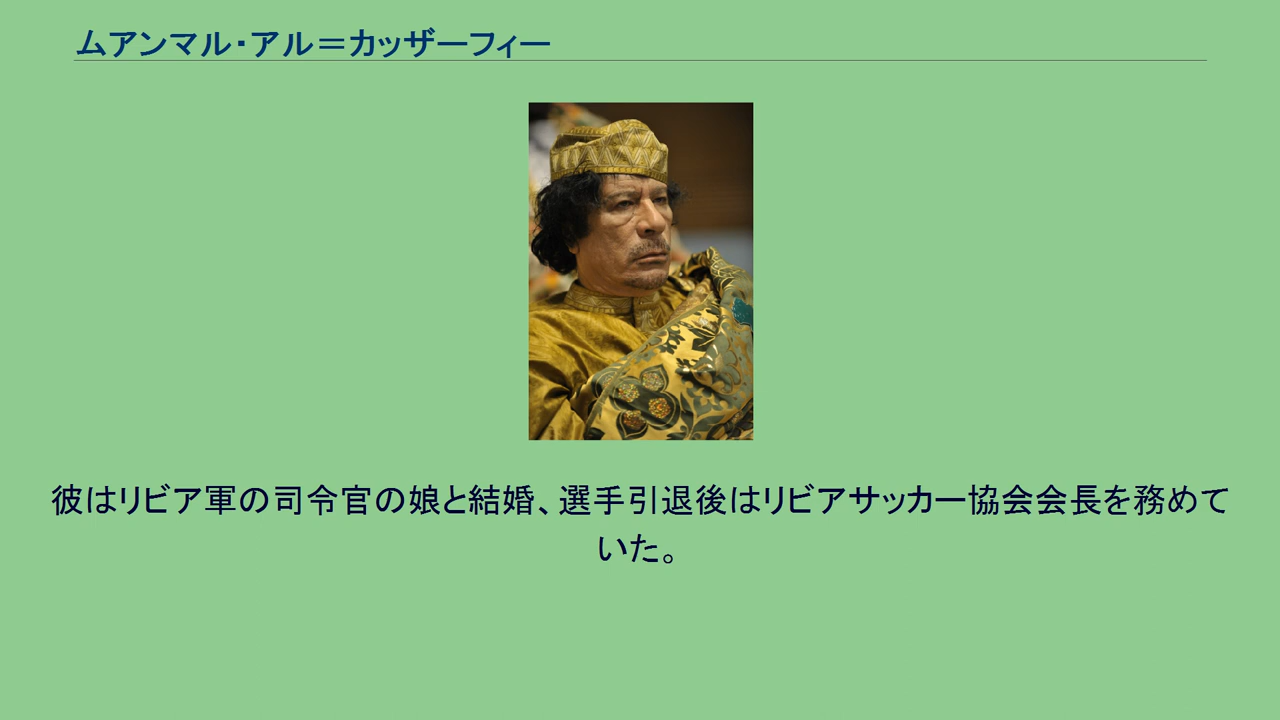 ムアンマル・アル＝カッザーフィー
彼はリビア軍の司令官の娘と結婚、選手引退後はリビアサッカー協会会長を務めて
いた。